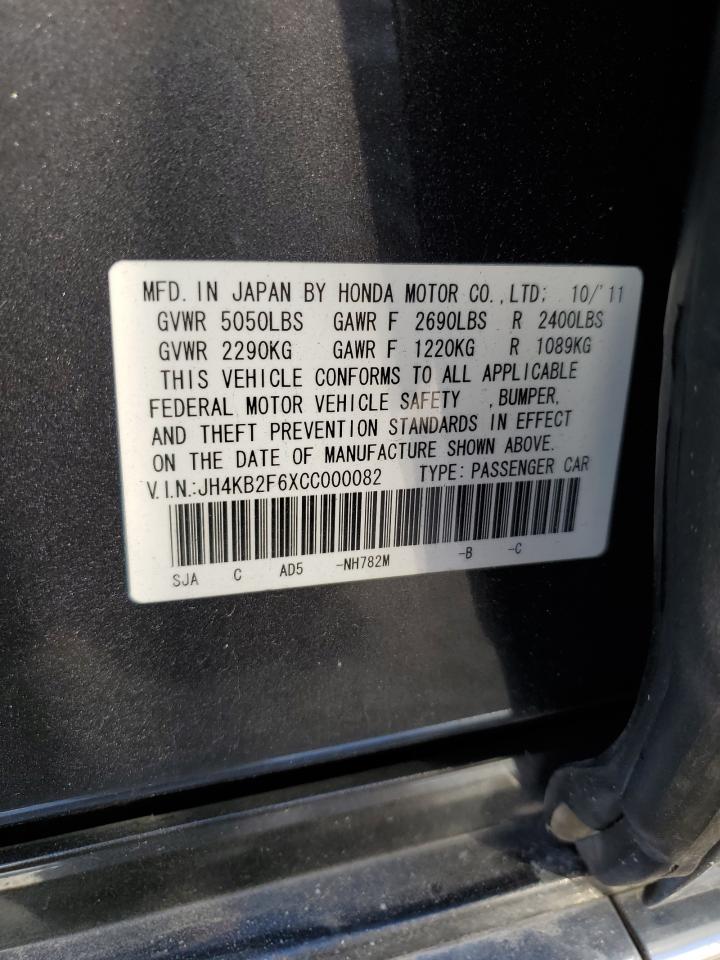 MFD. IN JAPAN BY HONDA MOTOR CO.,LTD; 10/'11
GVWR 5050LBS GAWR F 2690LBS R 2400LBS
GVWR 2290KG GAWR F 1220KG R 1089KG
THIS VEHICLE CONFORMS TO ALL APPLICABLE
FEDERAL MOTOR VEHICLE SAFETY , BUMPER,
AND THEFT PREVENTION STANDARDS IN EFFECT
ON THE DATE OF MANUFACTURE SHOWN ABOVE.
V.I.N.:JH4KB2F6XCC000082 TYPE: PASSENGER CAR
SJA C AD5 -NH782M -B -C